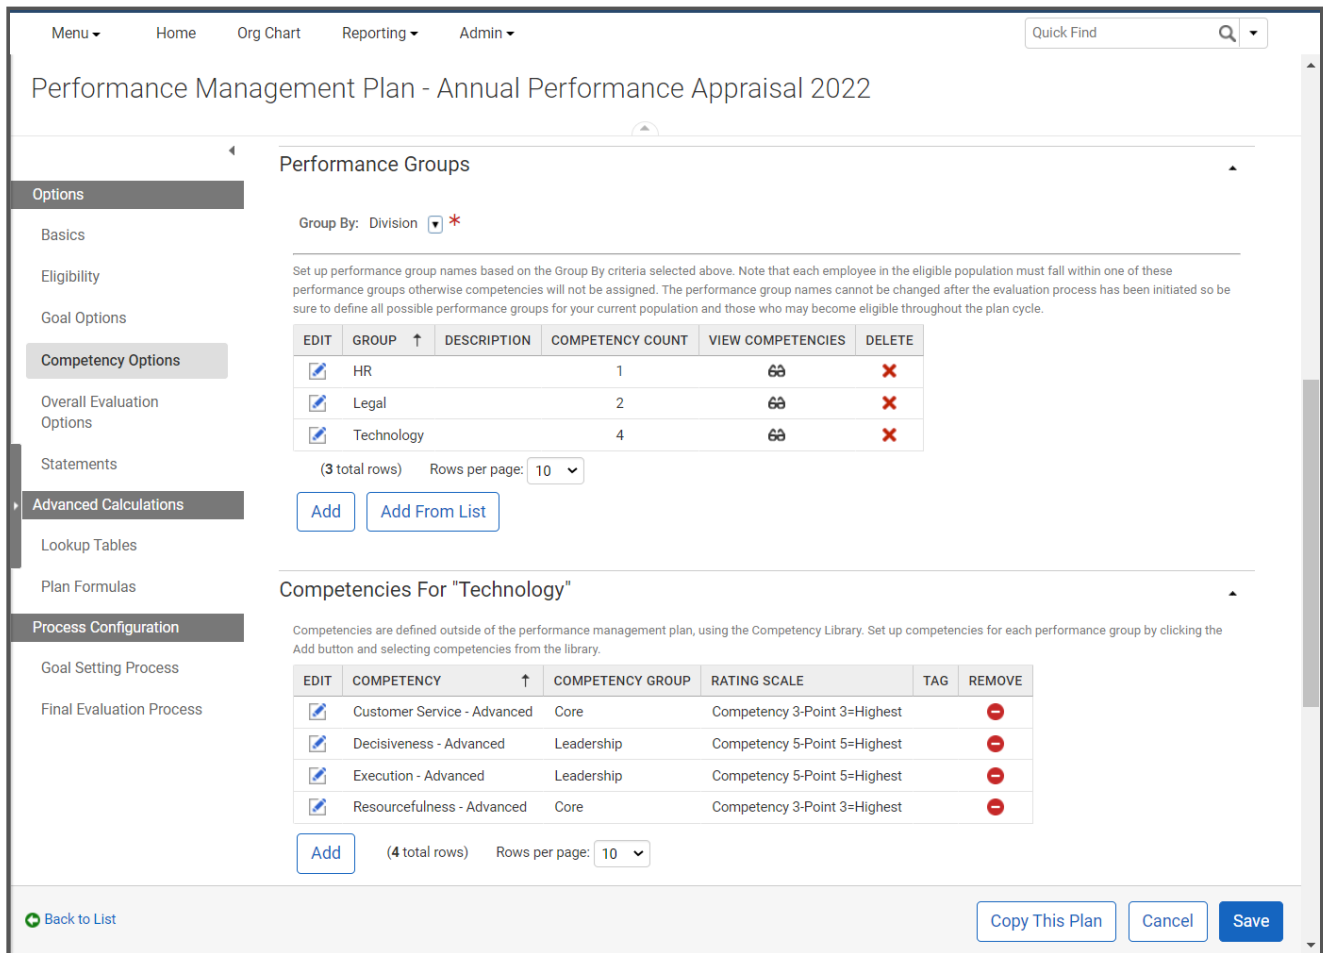 Menu Home Org Chart Reporting Admin Quick Find
Performance Management Plan - Annual Performance Appraisal 2022
Options
Basics
Eligibility
Goal Options
Competency Options
Overall Evaluation
Options
Statements
Advanced Calculations
Lookup Tables
Plan Formulas
Process Configuration
Goal Setting Process
Final Evaluation Process
Performance Groups
Group By: Division *
Set up performance group names based on the Group By criteria selected above. Note that each employee in the eligible population must fall within one of these
performance groups otherwise competencies will not be assigned. The performance group names cannot be changed after the evaluation process has been initiated so be
sure to define all possible performance groups for your current population and those who may become eligible throughout the plan cycle.
EDIT GROUP DESCRIPTION COMPETENCY COUNT VIEW COMPETENCIES DELETE
HR 1
Legal 2
Technology 4
(3 total rows) Rows per page: 10
Add Add From List
Competencies For "Technology"
Competencies are defined outside of the performance management plan, using the Competency Library. Set up competencies for each performance group by clicking the
Add button and selecting competencies from the library.
EDIT COMPETENCY COMPETENCY GROUP RATING SCALE TAG REMOVE
Customer Service - Advanced Core Competency 3-Point 3=Highest
Decisiveness - Advanced Leadership Competency 5-Point 5=Highest
Execution - Advanced Leadership Competency 5-Point 5=Highest
Resourcefulness - Advanced Core Competency 3-Point 3=Highest
Add (4 total rows) Rows per page: 10
Back to List Copy This Plan Cancel Save